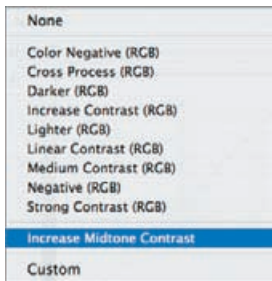 None
Color Negative (RGB)
Cross Process (RGB)
Darker (RGB)
Increase Contrast (RGB)
Lighter (RGB)
Linear Contrast (RGB)
Medium Contrast (RGB)
Negative (RGB)
Strong Contrast (RGB)
Increase Midtone Contrast
Custom